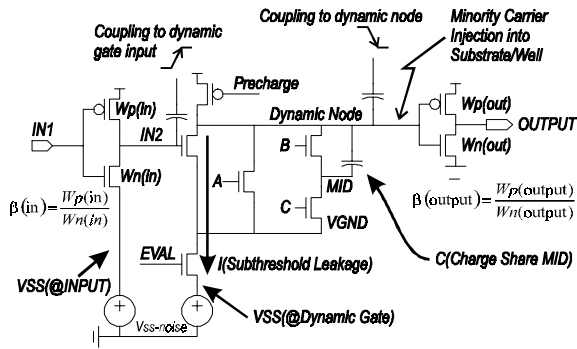 Coupling to dynamic
gate input
Coupling to dynamic node
Minority Carrier
Injection into
Substrate/Well
Precharge
Wp(in)
Dynamic Node
Wp(out)
IN1
IN2
OUTPUT
B
Wn(in)
Wn(out)
A
MID
β(in) = Wp(in)
Wn(in)
C
β(output) = Wp(output)
Wn(output)
VGND
EVAL
I(Subthreshold Leakage)
C(Charge Share MID)
VSS(@INPUT)
+
+
VSS(@Dynamic Gate)
Vss-noise